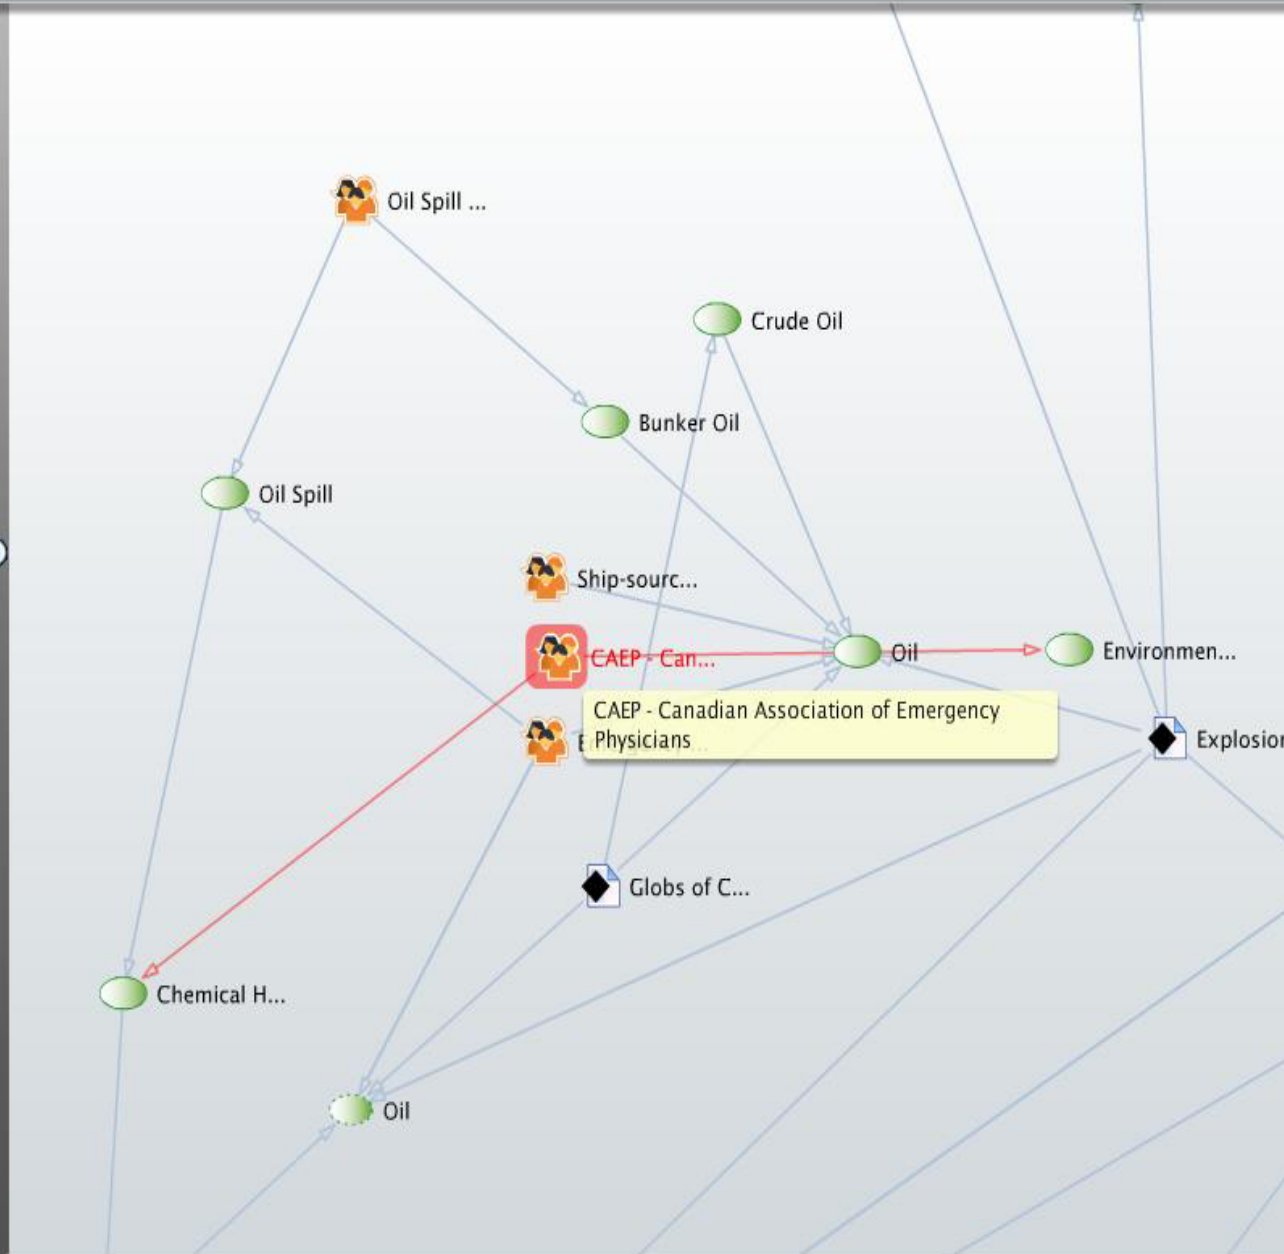 Oil Spill ...
Crude Oil
Bunker Oil
Oil Spill
Ship-sourc...
CAEP - Can...
Oil
Environmen...
CAEP - Canadian Association of Emergency
Physicians
Explosion
Globs of C...
Chemical H...
Oil